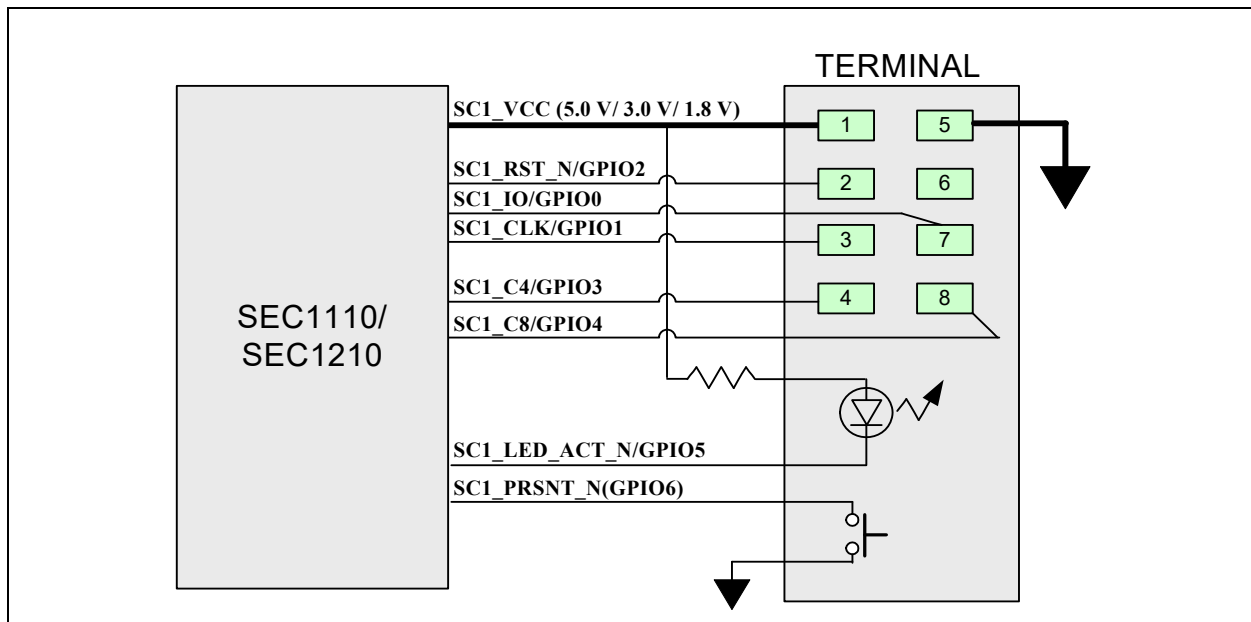 TERMINAL
SC1_VCC (5.0 V/ 3.0 V/ 1.8 V)
1
5
SC1_RST_N/GPIO2
2
6
SC1_IO/GPIO0
SC1_CLK/GPIO1
3
7
SC1_C4/GPIO3
4
8
SEC1110/
SEC1210
SC1_C8/GPIO4
SC1_LED_ACT_N/GPIO5
SC1_PRSNT_N(GPIO6)